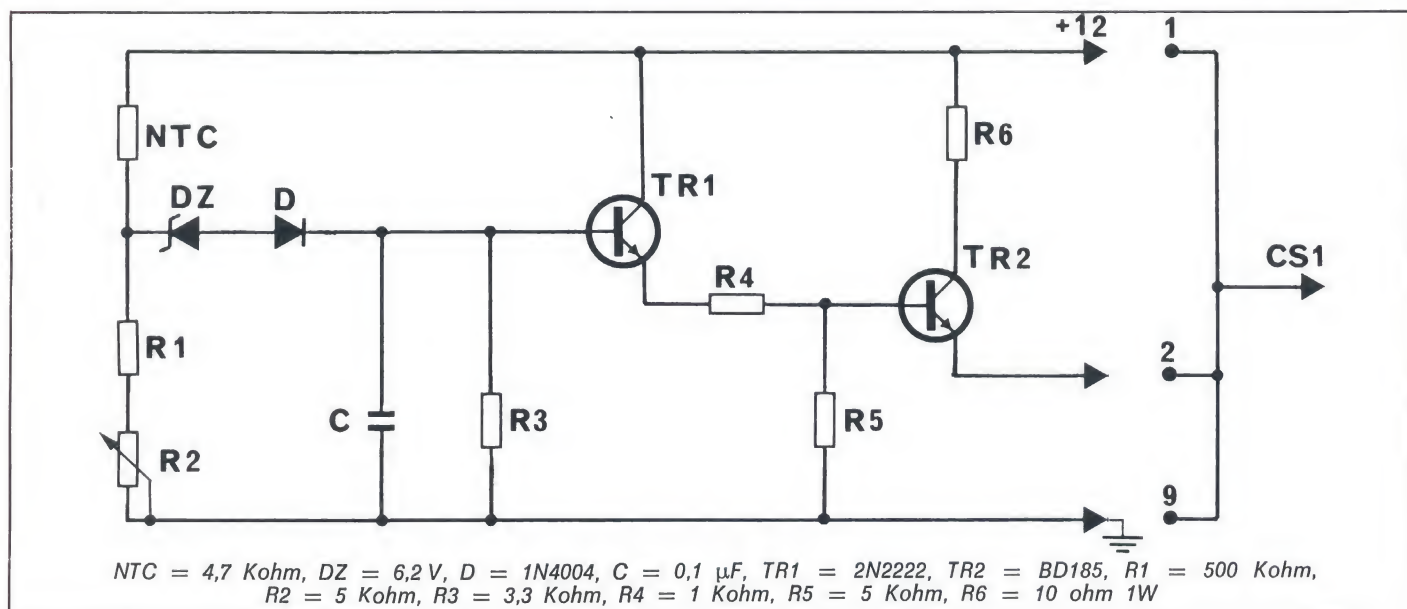 +12
1
NTC
R6
DZ
D
TR1
TR2
CS1
R4
R1
2
C
R3
R5
R2
9
NTC = 4,7 Kohm, DZ = 6,2 V, D = 1N4004, C = 0,1 µF, TR1 = 2N2222, TR2 = BD185, R1 = 500 Kohm,
R2 = 5 Kohm, R3 = 3,3 Kohm, R4 = 1 Kohm, R5 = 5 Kohm, R6 = 10 ohm 1W